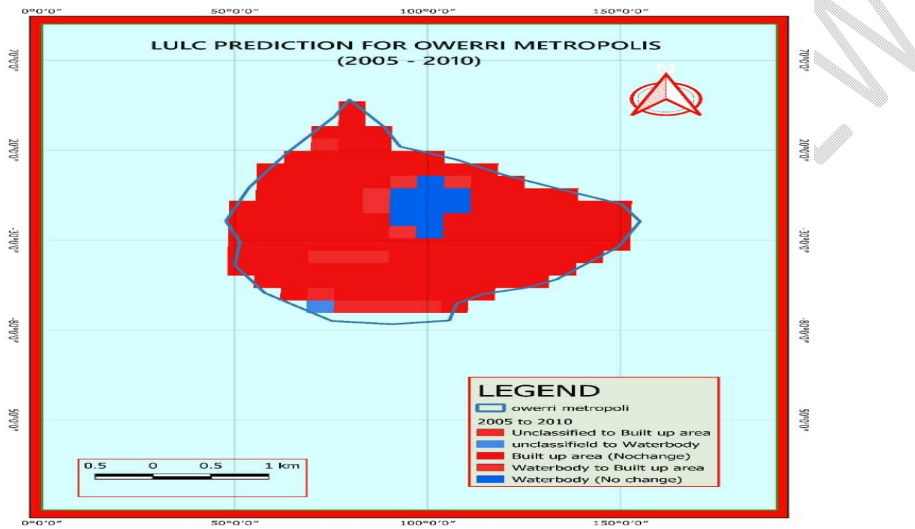 0°0'0" 50°0'0" 100°0'0" 150°0'0"
LULC PREDICTION FOR OWERRI METROPOLIS
(2005 - 2010)
N
LEGEND
owerri metropoli
2005 to 2010
Unclassified to Built up area
unclassifield to Waterbody
Built up area (Nochange)
Waterbody to Built up area
Waterbody (No change)
0.5 0 0.5 1 km
0°0'0" 50°0'0" 100°0'0" 150°0'0"